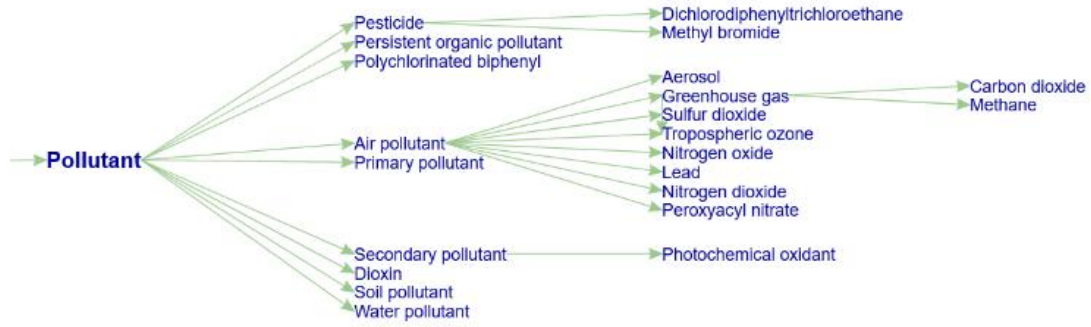 Pollutant
Pesticide
Persistent organic pollutant
Polychlorinated biphenyl
Air pollutant
Primary pollutant
Secondary pollutant
Dioxin
Soil pollutant
Water pollutant
Dichlorodiphenyltrichloroethane
Methyl bromide
Aerosol
Greenhouse gas
Sulfur dioxide
Tropospheric ozone
Nitrogen oxide
Lead
Nitrogen dioxide
Peroxyacyl nitrate
Photochemical oxidant
Carbon dioxide
Methane